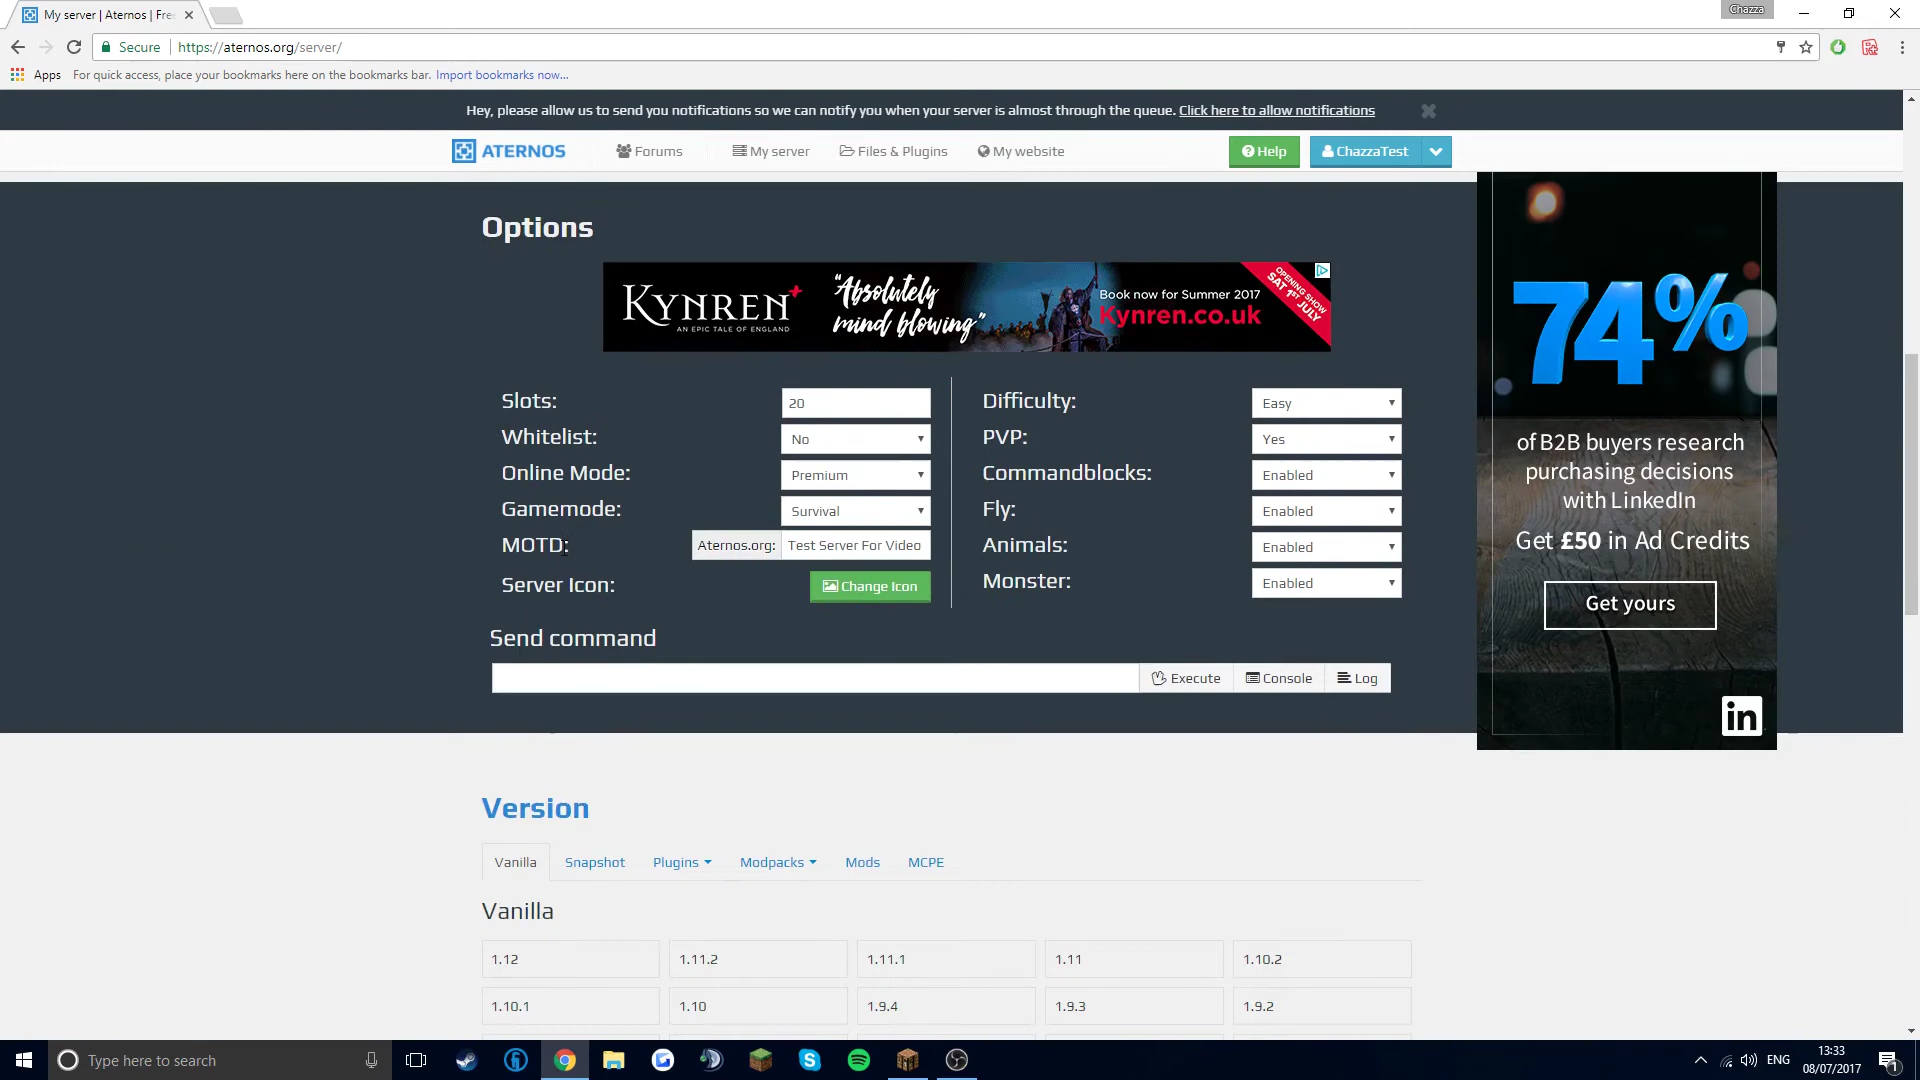 My server | Aternos | Fre
Chazza
Secure
https://aternos.org/server/
Apps
For quick access, place your bookmarks here on the bookmarks bar. Import bookmarks now...
Hey, please allow us to send you notifications so we can notify you when your server is almost through the queue. Click here to allow notifications
ATERNOS
Forums
My server
Files & Plugins
My website
Help
ChazzaTest
Options
KYNREN
AN EPIC TALE OF ENGLAND
"Absolutely
mind blowing"
Book now for Summer 2017
Kynren.co.uk
OPENING SHOW
SAT 1ST JULY
Slots:
20
Whitelist:
No
Online Mode:
Premium
Gamemode:
Survival
MOTD:
Aternos.org:
Test Server For Video
Server Icon:
Change Icon
Difficulty:
Easy
PVP:
Yes
Commandblocks:
Enabled
Fly:
Enabled
Animals:
Enabled
Monster:
Enabled
74%
of B2B buyers research
purchasing decisions
with LinkedIn
Get £50 in Ad Credits
Get yours
in
Send command
Execute
Console
Log
Version
Vanilla
Snapshot
Plugins
Modpacks
Mods
MCPE
Vanilla
1.12
1.11.2
1.11.1
1.11
1.10.2
1.10.1
1.10
1.9.4
1.9.3
1.9.2
Type here to search
ENG
13:33
08/07/2017
1